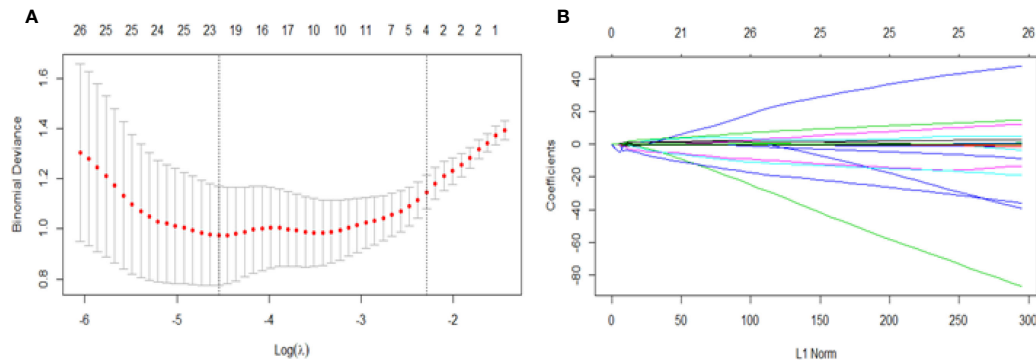 A
26 25 25 24 25 23 19 16 17 10 10 11 7 5 4 2 2 2 1
Binomial Deviance
1.6
1.4
1.2
1.0
0.8
-6 -5 -4 -3 -2
Log(λ)
B
0 21 26 25 25 25 26
Coefficients
40
20
0
-20
-40
-60
-80
0 50 100 150 200 250 300
L1 Norm